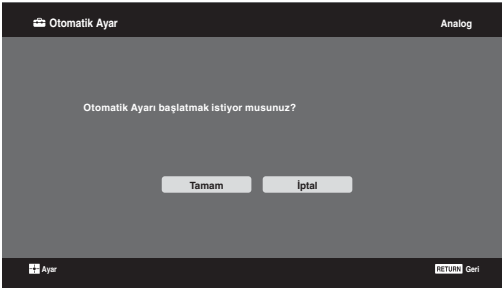 Otomatik Ayar Analog
Otomatik Ayarı başlatmak istiyor musunuz?
Tamam İptal
Ayar RETURN Geri